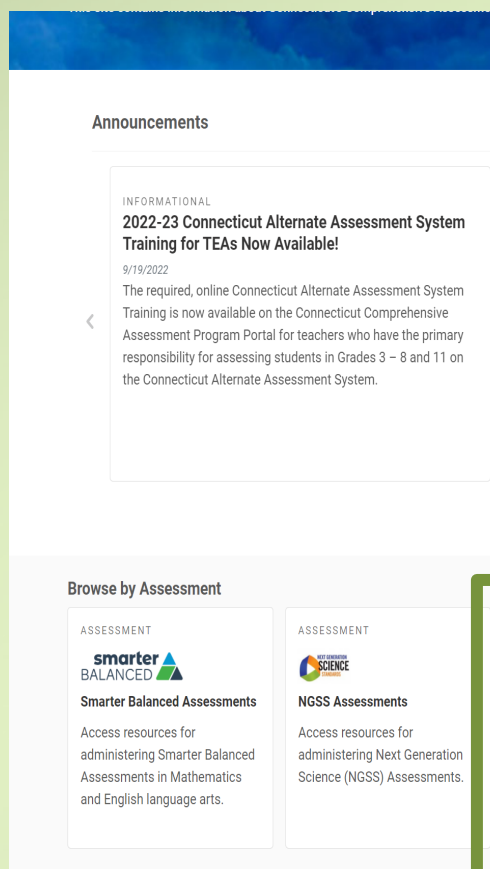 Announcements
INFORMATIONAL
2022-23 Connecticut Alternate Assessment System
Training for TEAs Now Available!
9/19/2022
The required, online Connecticut Alternate Assessment System
Training is now available on the Connecticut Comprehensive
Assessment Program Portal for teachers who have the primary
responsibility for assessing students in Grades 3 – 8 and 11 on
the Connecticut Alternate Assessment System.
Browse by Assessment
ASSESSMENT
smarter
BALANCED
Smarter Balanced Assessments
Access resources for
administering Smarter Balanced
Assessments in Mathematics
and English language arts.
ASSESSMENT
NEXT GENERATION
SCIENCE
STANDARDS
NGSS Assessments
Access resources for
administering Next Generation
Science (NGSS) Assessments.